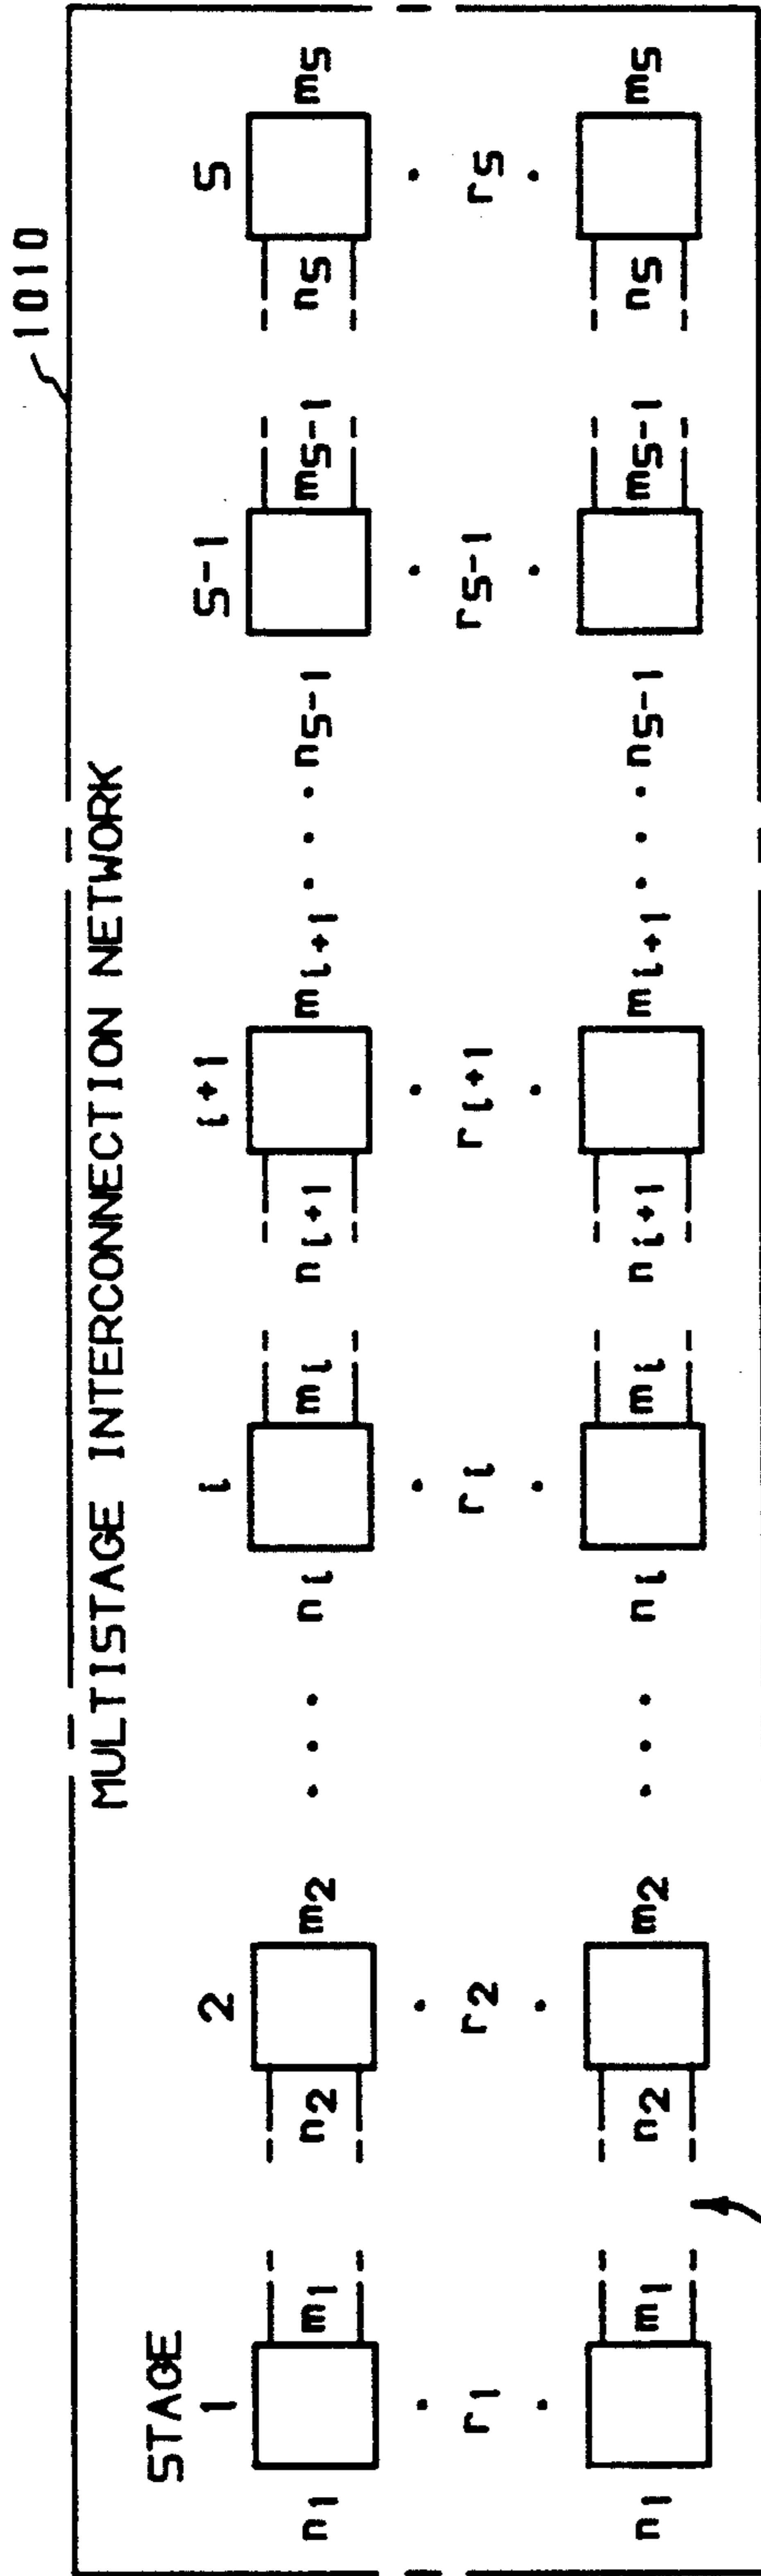 1010
MULTISTAGE INTERCONNECTION NETWORK
STAGE
1 2 i i+1 S-1 S
n1 m1 n2 m2 ni mi ni+1 mi+1 nS-1 mS-1 nS mS
r1 r2 ri ri+1 rS-1 rS
n1 m1 n2 m2 ni mi ni+1 mi+1 nS-1 mS-1 nS mS